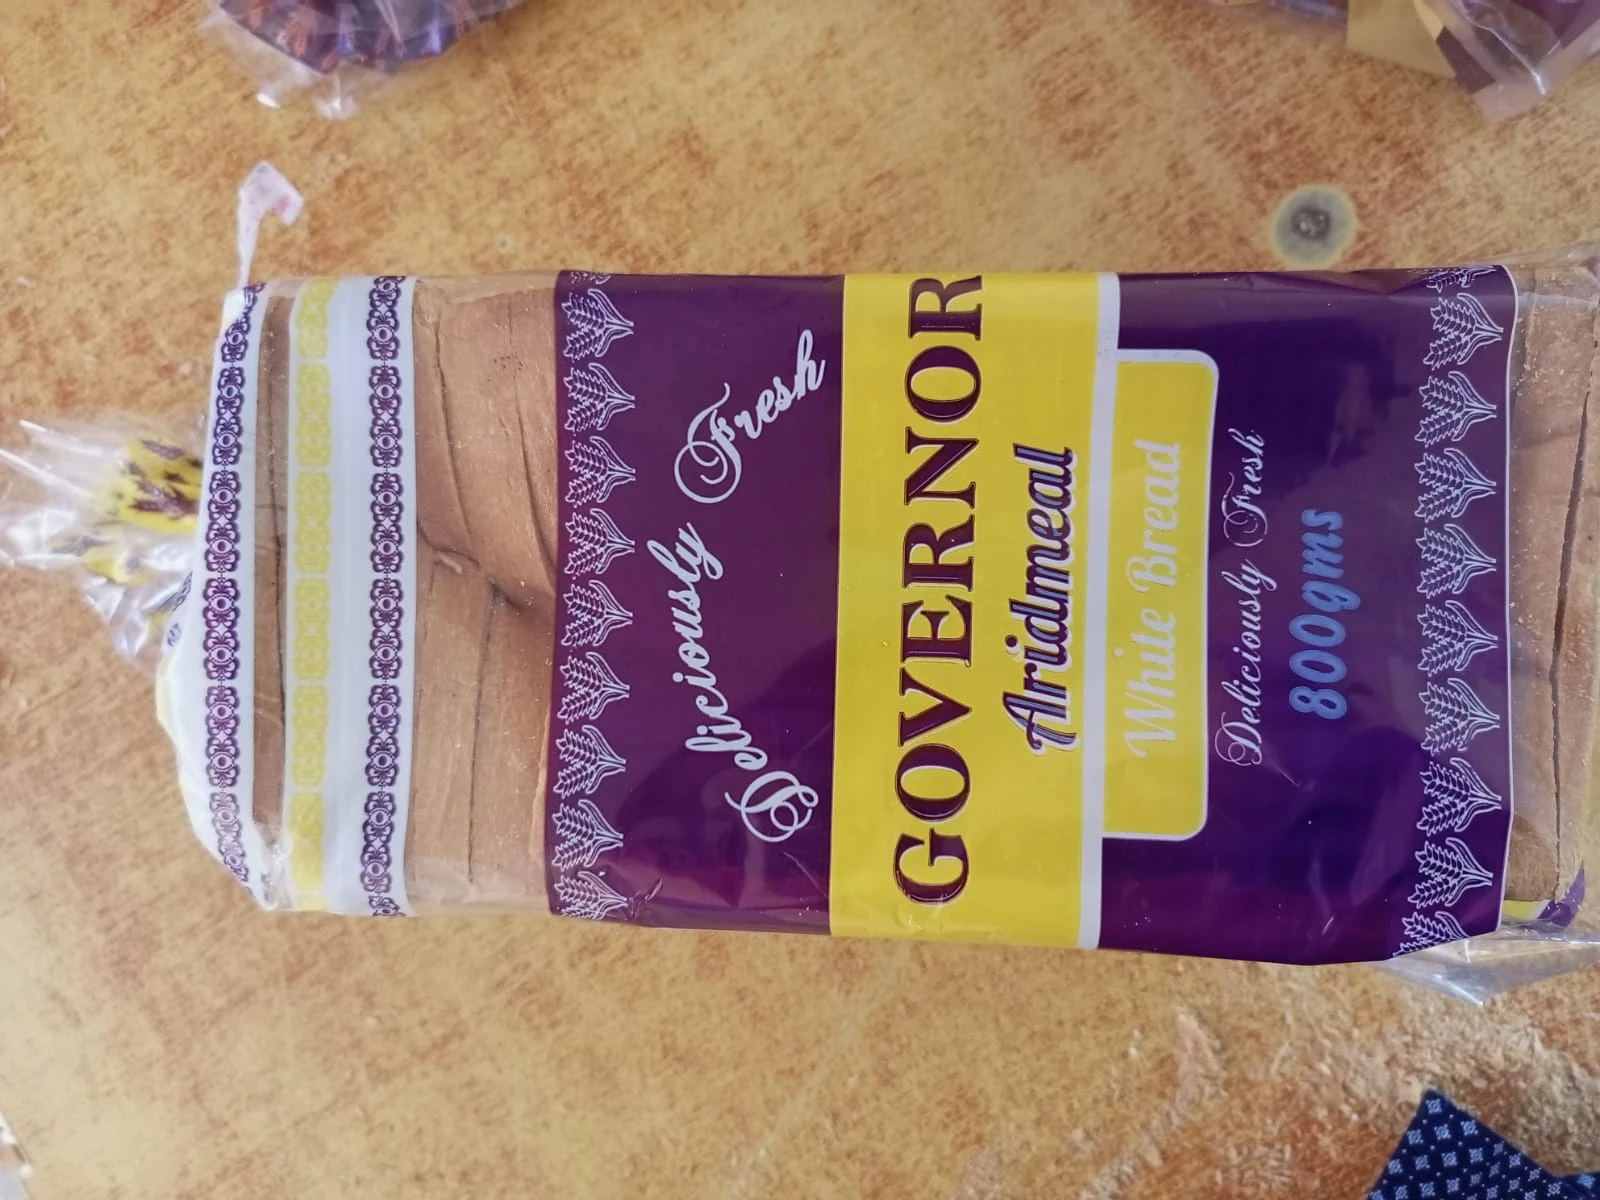 Deliciously Fresh
GOVERNOR
Aridmeal
White Bread
Deliciously Fresh
800gms